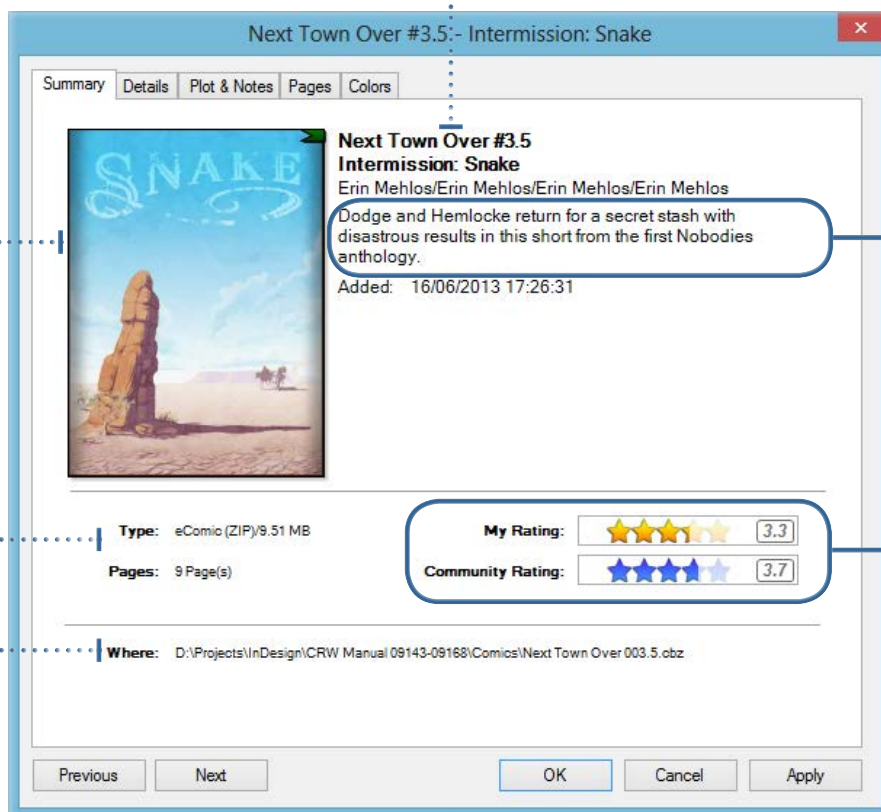 Next Town Over #3.5 - Intermission: Snake
Summary Details Plot & Notes Pages Colors
SNAKE
Next Town Over #3.5
Intermission: Snake
Erin Mehlos/Erin Mehlos/Erin Mehlos/Erin Mehlos
Dodge and Hemlocke return for a secret stash with
disastrous results in this short from the first Nobodies
anthology.
Added: 16/06/2013 17:26:31
Type: eComic (ZIP)/9.51 MB
My Rating: 3.3
Pages: 9 Page(s)
Community Rating: 3.7
Where: D:\Projects\InDesign\CRW Manual 09143-09168\Comics\Next Town Over 003.5.cbz
Previous Next OK Cancel Apply